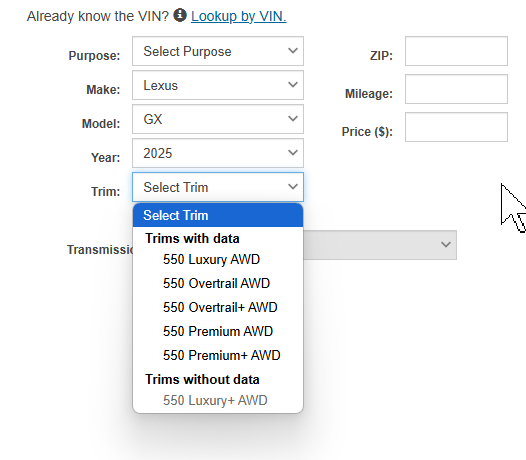 Already know the VIN? Lookup by VIN.
Purpose: Select Purpose ZIP:
Make: Lexus Mileage:
Model: GX Price ($):
Year: 2025
Trim: Select Trim
Select Trim
Trims with data
Transmissio
550 Luxury AWD
550 Overtrail AWD
550 Overtrail+ AWD
550 Premium AWD
550 Premium+ AWD
Trims without data
550 Luxury+ AWD